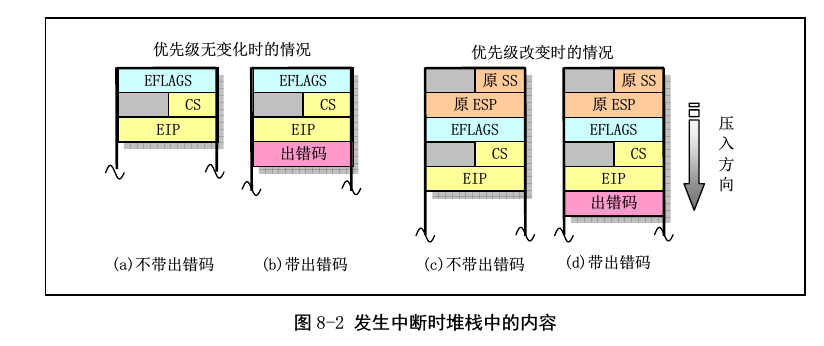 优先级无变化时的情况
优先级改变时的情况
EFLAGS
CS
EIP
EFLAGS
CS
EIP
出错码
原 SS
原 ESP
EFLAGS
CS
EIP
原 SS
原 ESP
EFLAGS
CS
EIP
出错码
压入方向
(a)不带出错码
(b)带出错码
(c)不带出错码
(d)带出错码
图 8-2 发生中断时堆栈中的内容